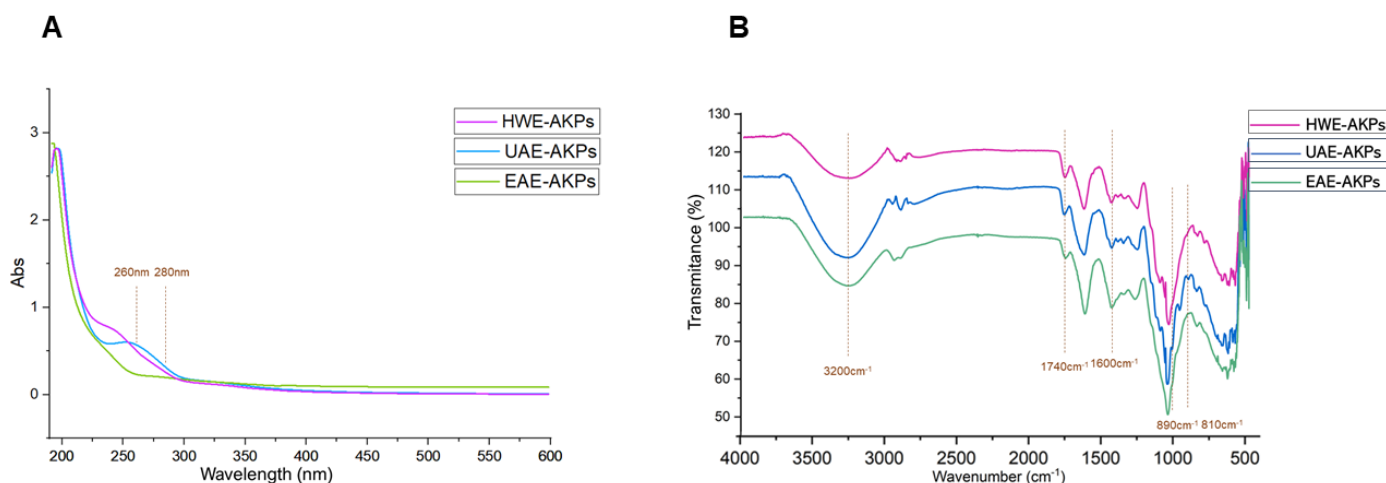 A
HWE-AKPs
UAE-AKPs
EAE-AKPs
3
2
1
0
Abs
260nm
280nm
200
250
300
350
400
450
500
550
600
Wavelength (nm)
B
HWE-AKPs
UAE-AKPs
EAE-AKPs
130
120
110
100
90
80
70
60
50
Transmitance (%)
3200cm⁻¹
1740cm⁻¹
1600cm⁻¹
890cm⁻¹
810cm⁻¹
4000
3500
3000
2500
2000
1500
1000
500
Wavenumber (cm⁻¹)